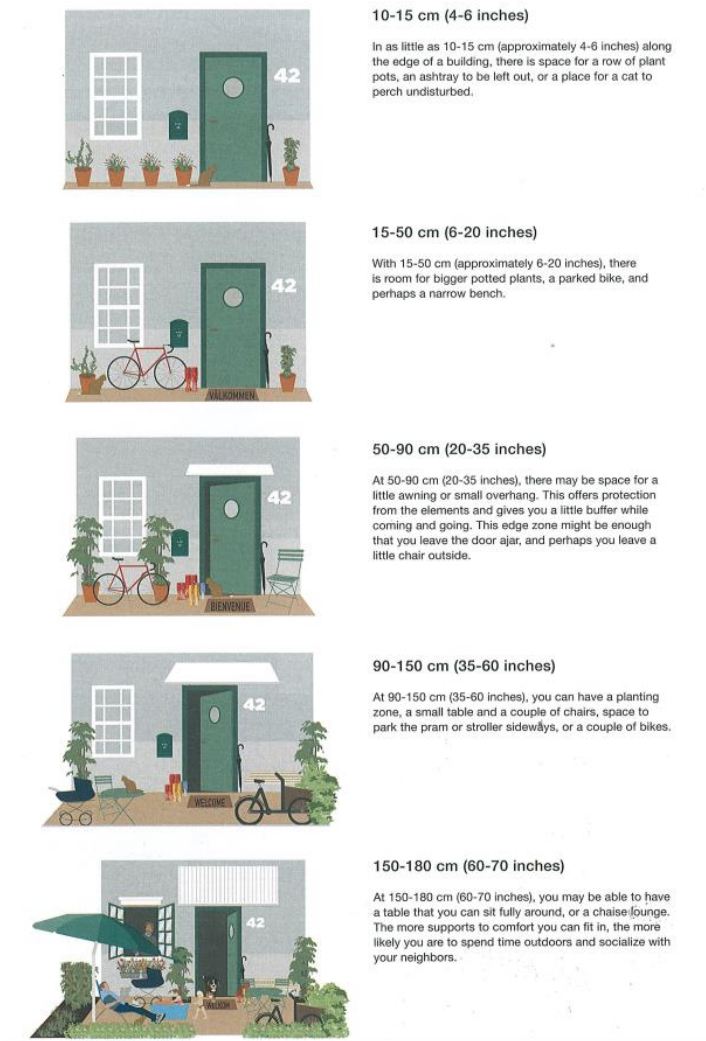 10-15 cm (4-6 inches)
In as little as 10-15 cm (approximately 4-6 inches) along
the edge of a building, there is space for a row of plant
pots, an ashtray to be left out, or a place for a cat to
perch undisturbed.
42
15-50 cm (6-20 inches)
With 15-50 cm (approximately 6-20 inches), there
is room for bigger potted plants, a parked bike, and
perhaps a narrow bench.
42
VÄLKOMMEN
50-90 cm (20-35 inches)
At 50-90 cm (20-35 inches), there may be space for a
little awning or small overhang. This offers protection
from the elements and gives you a little buffer while
coming and going. This edge zone might be enough
that you leave the door ajar, and perhaps you leave a
little chair outside.
42
BIENVENUE
90-150 cm (35-60 inches)
At 90-150 cm (35-60 inches), you can have a planting
zone, a small table and a couple of chairs, space to
park the pram or stroller sideways, or a couple of bikes.
42
WELCOME
150-180 cm (60-70 inches)
At 150-180 cm (60-70 inches), you may be able to have
a table that you can sit fully around, or a chaise lounge.
The more supports to comfort you can fit in, the more
likely you are to spend time outdoors and socialize with
your neighbors.
42
WELKOM